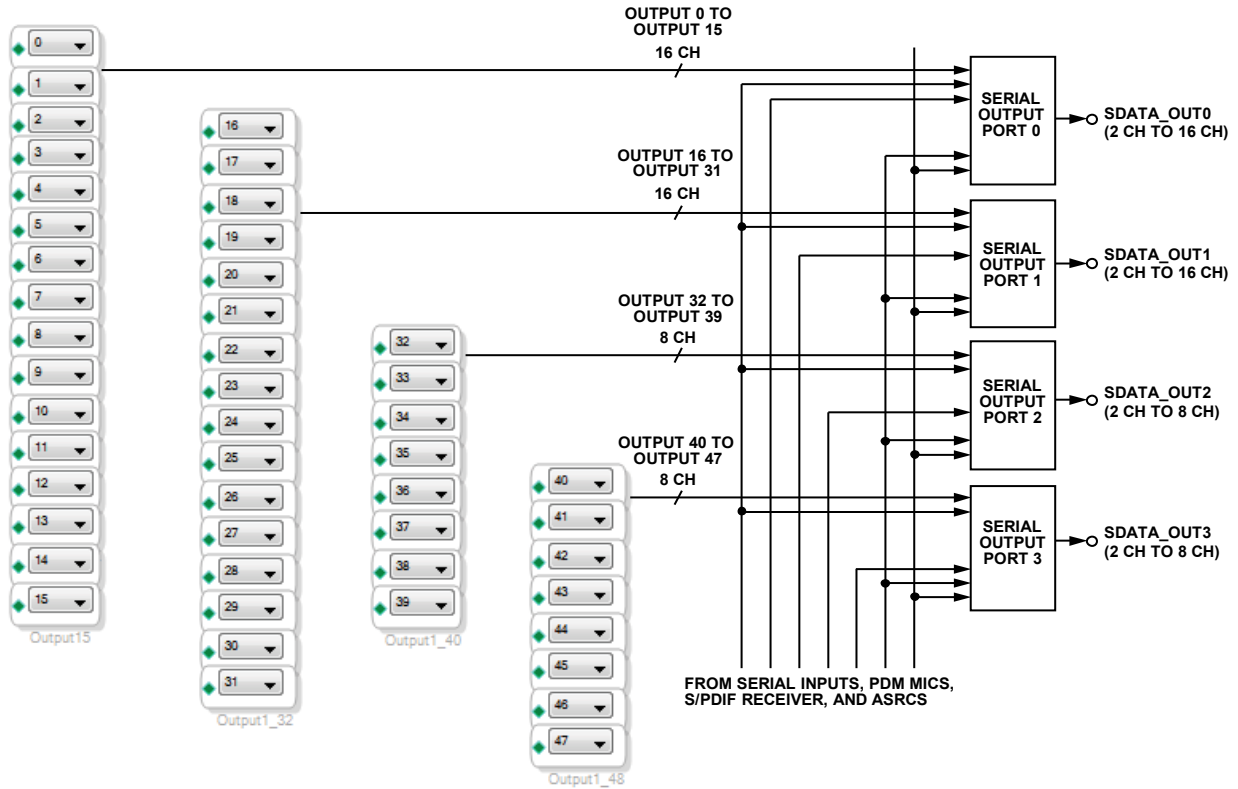 0
1
2
3
4
5
6
7
8
9
10
11
12
13
14
15
Output15
16
17
18
19
20
21
22
23
24
25
26
27
28
29
30
31
Output1_32
32
33
34
35
36
37
38
39
Output1_40
40
41
42
43
44
45
46
47
Output1_48
OUTPUT 0 TO
OUTPUT 15
16 CH
OUTPUT 16 TO
OUTPUT 31
16 CH
OUTPUT 32 TO
OUTPUT 39
8 CH
OUTPUT 40 TO
OUTPUT 47
8 CH
SERIAL
OUTPUT
PORT 0
SDATA_OUT0
(2 CH TO 16 CH)
SERIAL
OUTPUT
PORT 1
SDATA_OUT1
(2 CH TO 16 CH)
SERIAL
OUTPUT
PORT 2
SDATA_OUT2
(2 CH TO 8 CH)
SERIAL
OUTPUT
PORT 3
SDATA_OUT3
(2 CH TO 8 CH)
FROM SERIAL INPUTS, PDM MICS,
S/PDIF RECEIVER, AND ASRCS